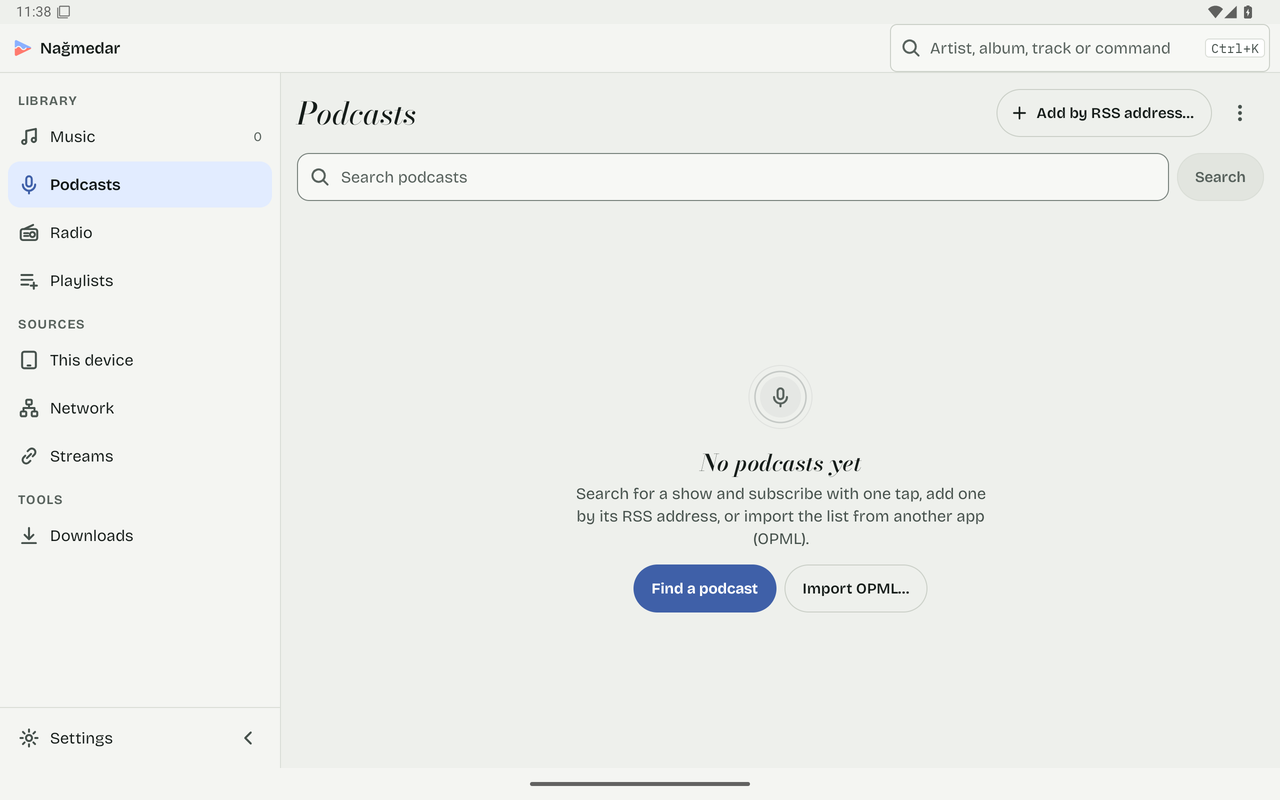 11:38
Nağmedar
Artist, album, track or command
Ctrl+K
LIBRARY
Music
0
Podcasts
Radio
Playlists
SOURCES
This device
Network
Streams
TOOLS
Downloads
Settings
Podcasts
Add by RSS address...
Search podcasts
Search
No podcasts yet
Search for a show and subscribe with one tap, add one
by its RSS address, or import the list from another app
(OPML).
Find a podcast
Import OPML...